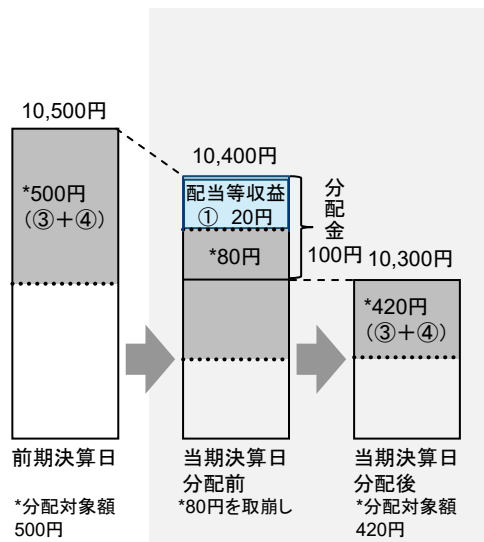 10,500円
*500円
(③+④)
前期決算日
*分配対象額
500円
10,400円
配当等収益
① 20円
*80円
分配金
100円
当期決算日
分配前
*80円を取崩し
10,300円
*420円
(③+④)
当期決算日
分配後
*分配対象額
420円